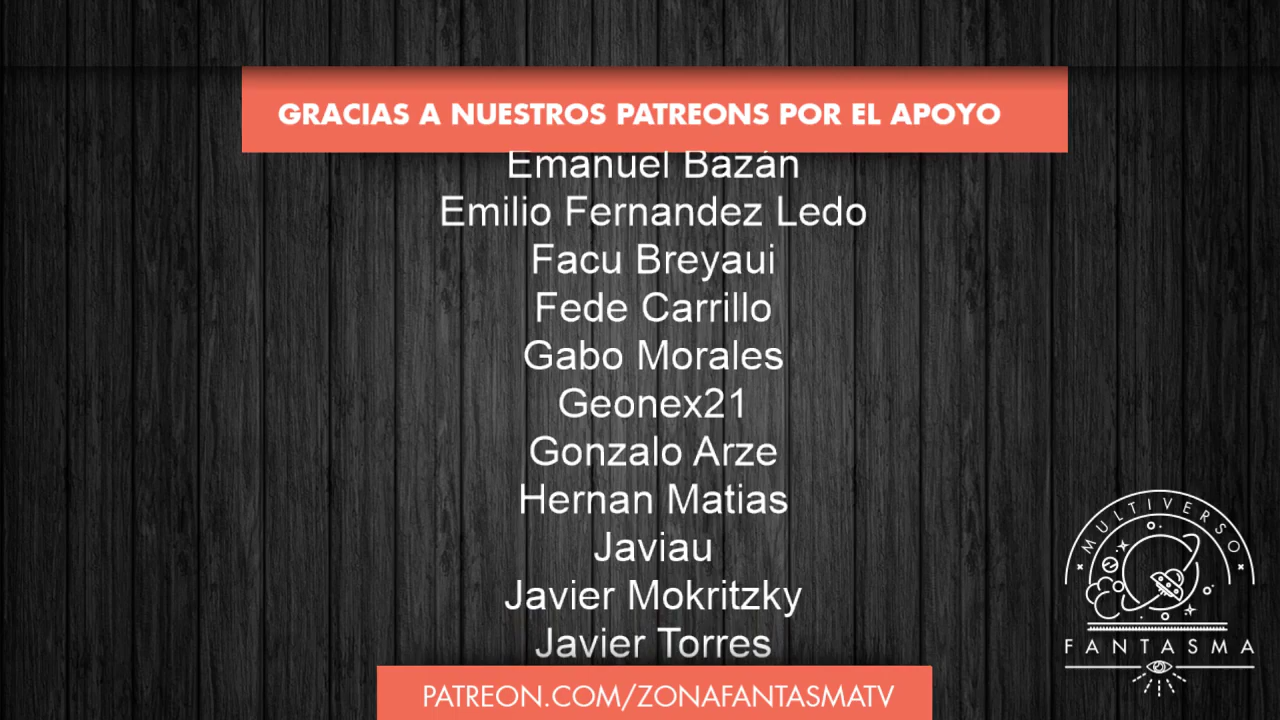 GRACIAS A NUESTROS PATREONS POR EL APOYO
Emanuel Bazán
Emilio Fernandez Ledo
Facu Breyaui
Fede Carrillo
Gabo Morales
Geonex21
Gonzalo Arze
Hernan Matias
Javiau
Javier Mokritzky
Javier Torres
MULTIVERSO
FANTASMA
PATREON.COM/ZONAFANTASMATV